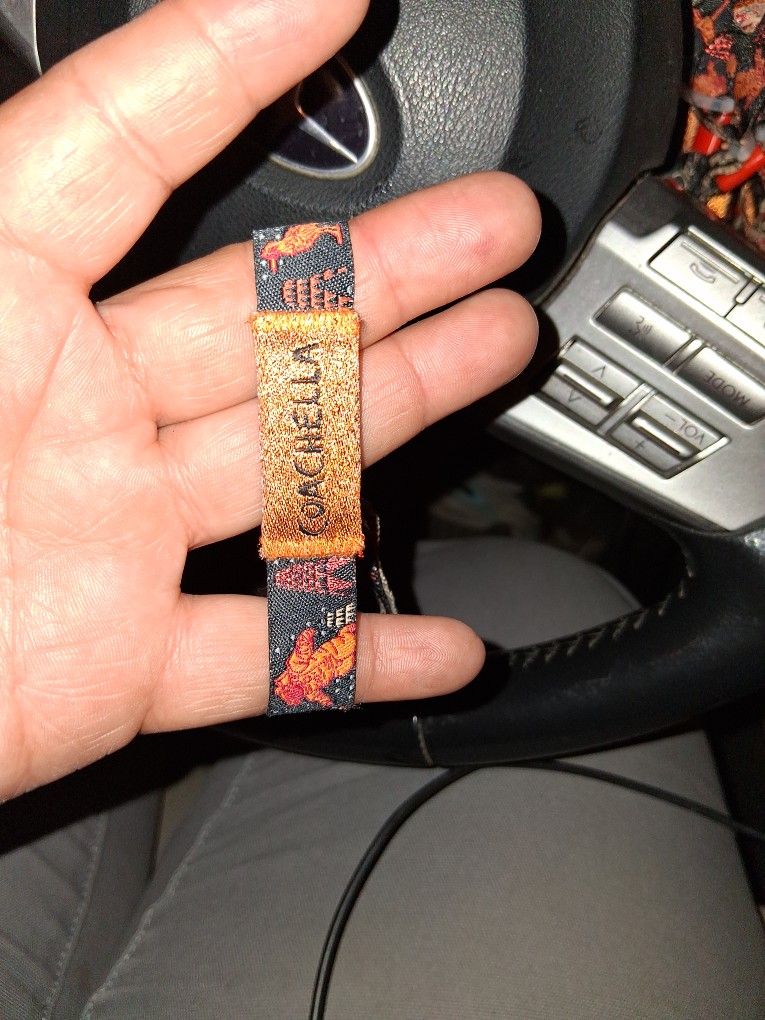 COACHELLA
MODE
VOL
+
-